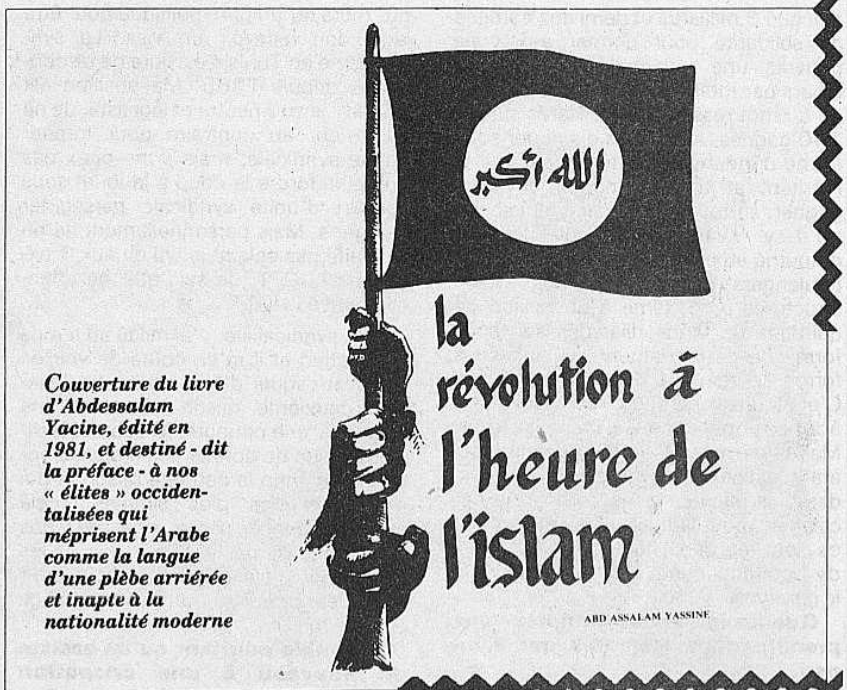 الله أكبر
la
révolution à
l'heure de
l'islam
ABD ASSALAM YASSINE
Couverture du livre
d'Abdessalam
Yacine, édité en
1981, et destiné - dit
la préface - à nos
« élites » occiden-
talisées qui
méprisent l'Arabe
comme la langue
d'une plèbe arriérée
et inapte à la
nationalité moderne